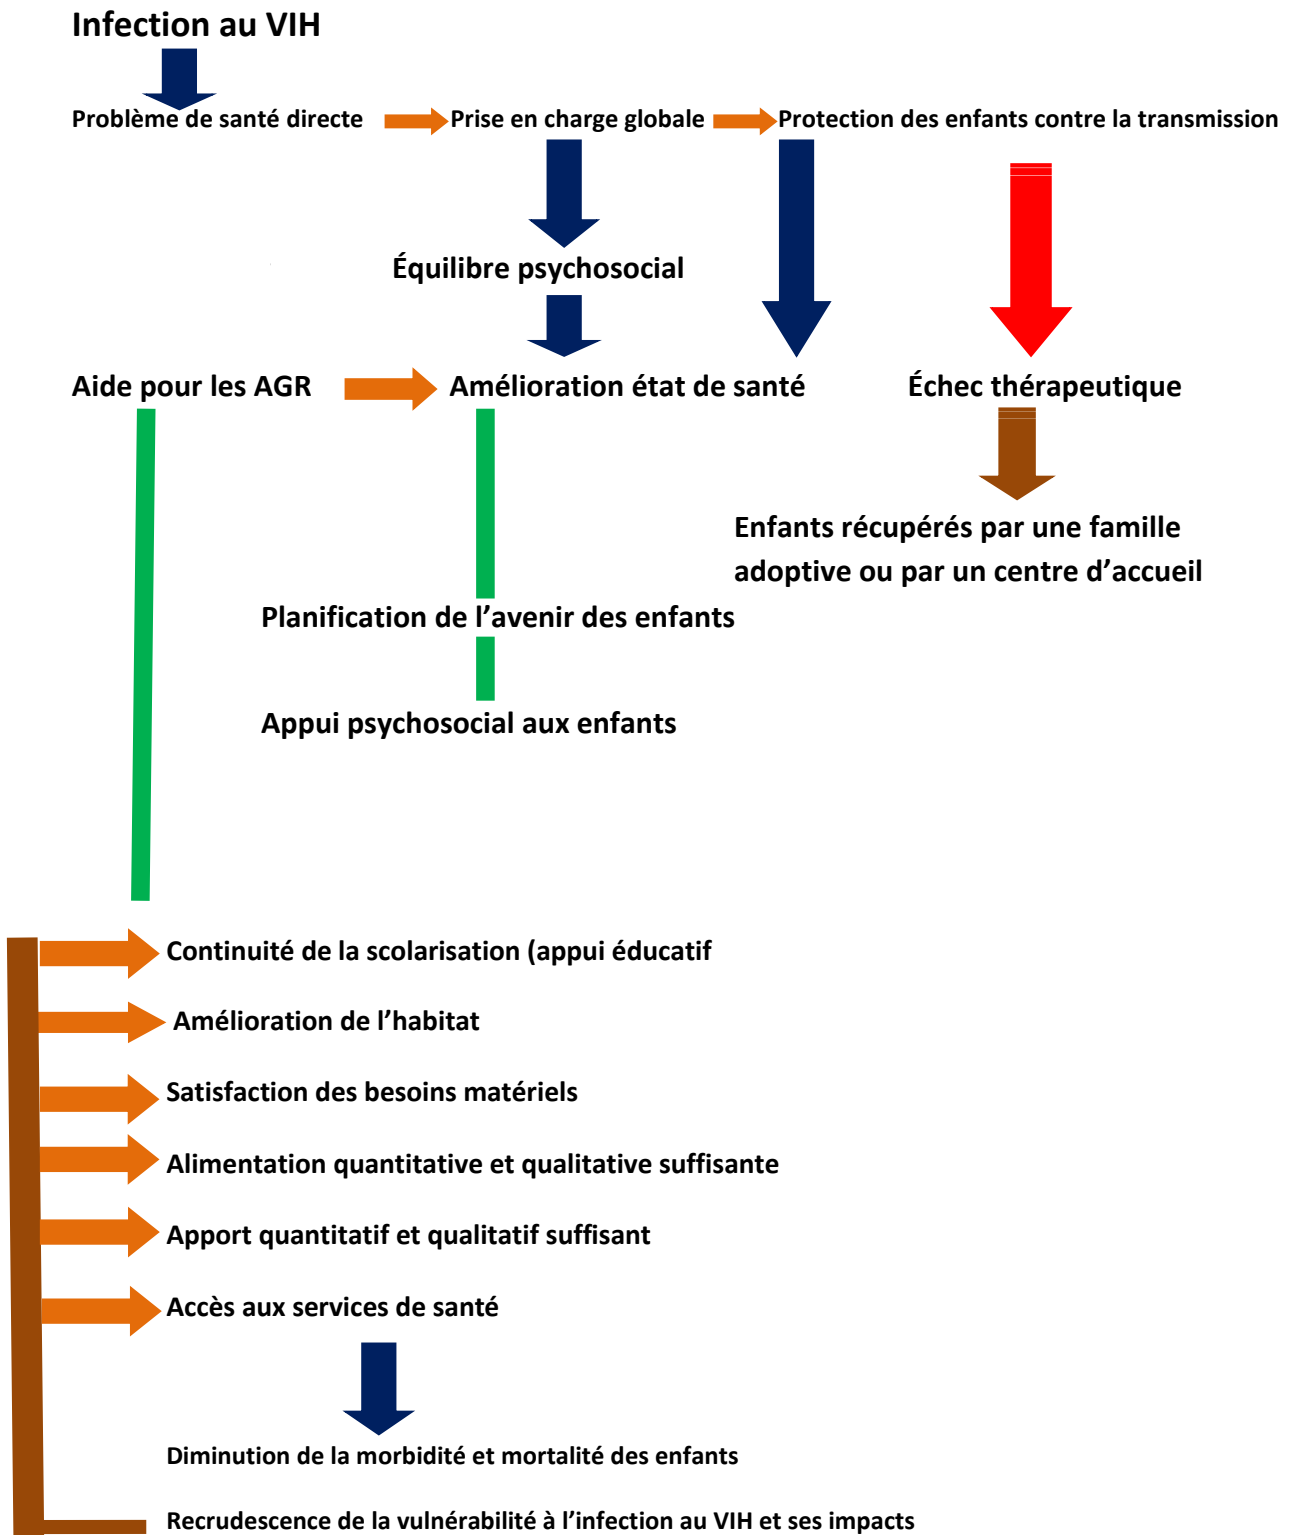 Infection au VIH
Problème de santé directe
Prise en charge globale
Protection des enfants contre la transmission
Équilibre psychosocial
Aide pour les AGR
Amélioration état de santé
Échec thérapeutique
Enfants récupérés par une famille
adoptive ou par un centre d’accueil
Planification de l’avenir des enfants
Appui psychosocial aux enfants
Continuité de la scolarisation (appui éducatif
Amélioration de l’habitat
Satisfaction des besoins matériels
Alimentation quantitative et qualitative suffisante
Apport quantitatif et qualitatif suffisant
Accès aux services de santé
Diminution de la morbidité et mortalité des enfants
Recrudescence de la vulnérabilité à l’infection au VIH et ses impacts